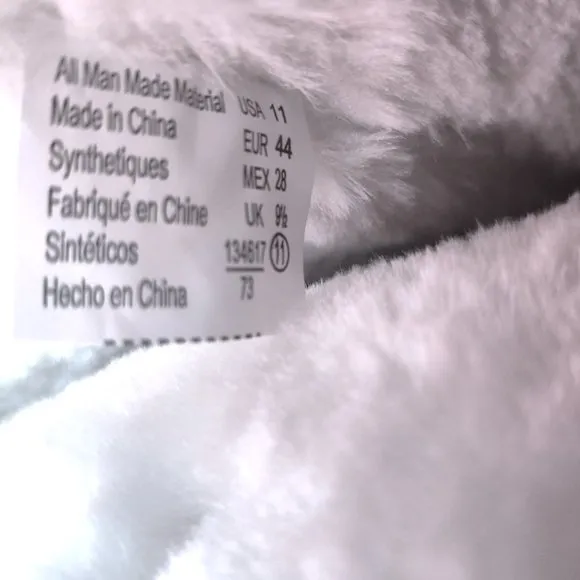 All Man Made Material
Made in China
Synthetiques
Fabriqué en Chine
Sintéticos
Hecho en China
USA 11
EUR 44
MEX 28
UK 9½
134617 11
73